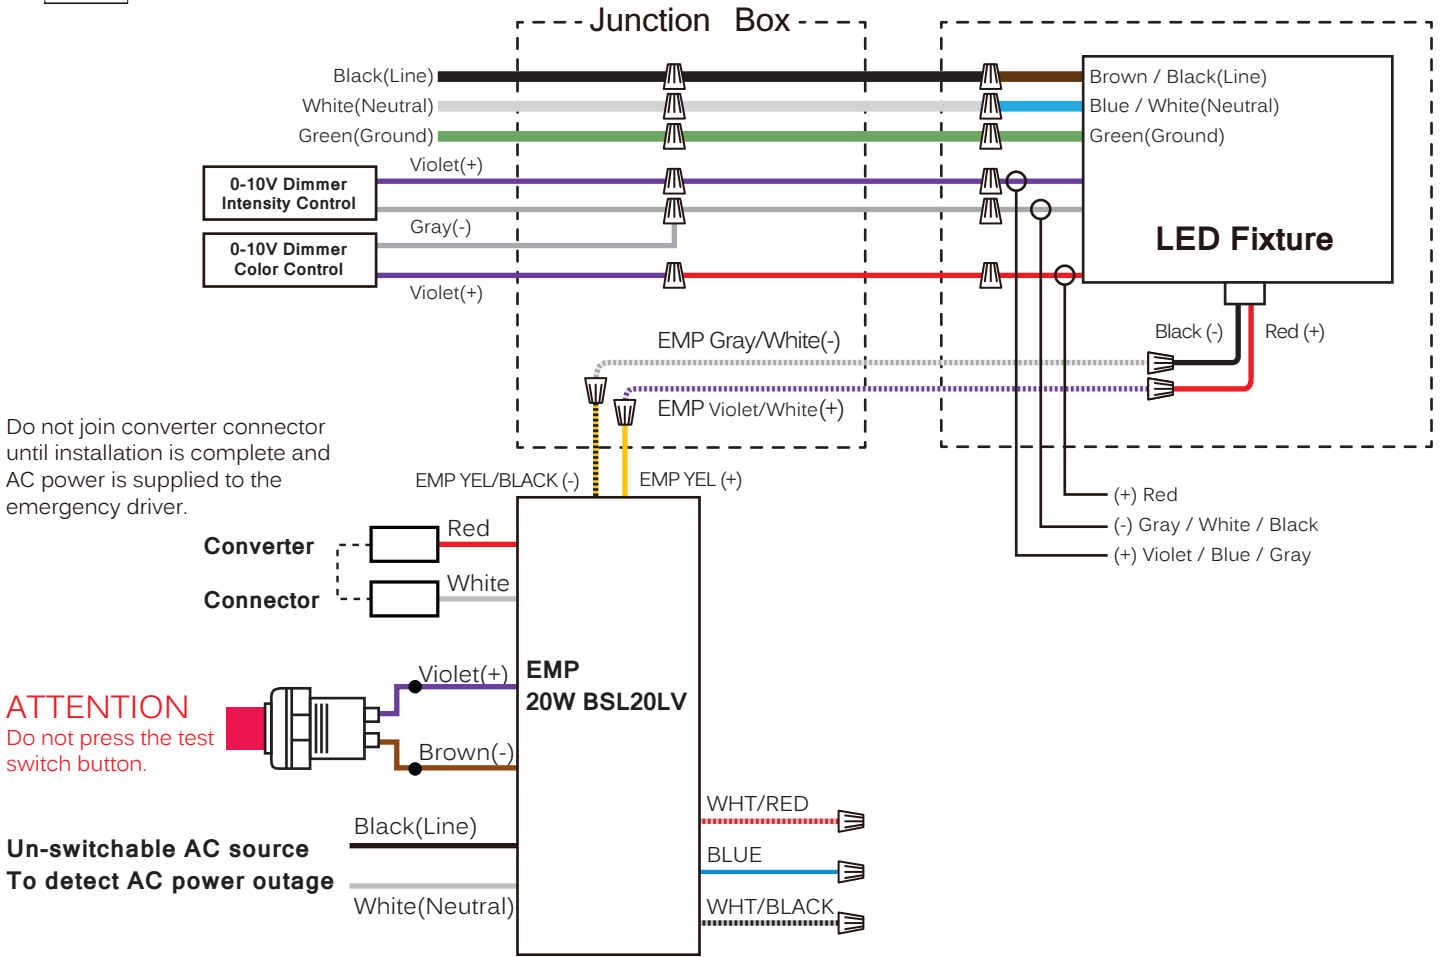 Junction Box
Black(Line)
White(Neutral)
Green(Ground)
Violet(+)
0-10V Dimmer
Intensity Control
Gray(-)
0-10V Dimmer
Color Control
Violet(+)
Brown / Black(Line)
Blue / White(Neutral)
Green(Ground)
LED Fixture
Black (-)
Red (+)
EMP Gray/White(-)
EMP Violet/White(+)
Do not join converter connector
until installation is complete and
AC power is supplied to the
emergency driver.
EMP YEL/BLACK (-)
EMP YEL (+)
(+) Red
(-) Gray / White / Black
(+) Violet / Blue / Gray
Converter
Red
Connector
White
EMP
20W BSL20LV
Violet(+)
ATTENTION
Do not press the test
switch button.
Brown(-)
Black(Line)
Un-switchable AC source
To detect AC power outage
White(Neutral)
WHT/RED
BLUE
WHT/BLACK